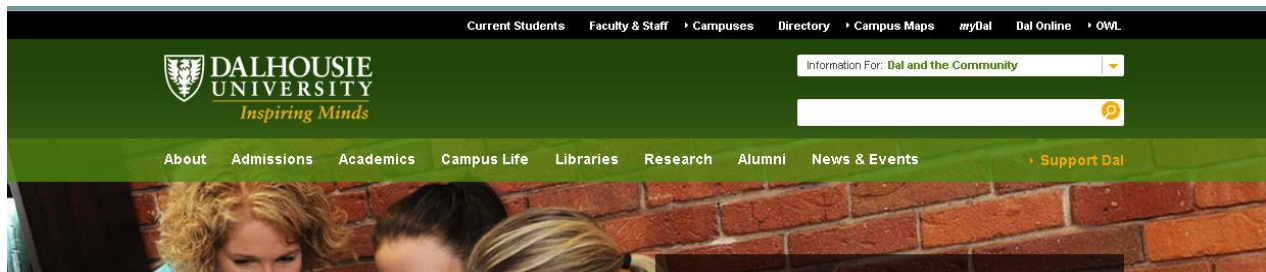 Current Students Faculty & Staff Campuses Directory Campus Maps myDal Dal Online OWL
DALHOUSIE
UNIVERSITY
Inspiring Minds
Information For: Dal and the Community
About Admissions Academics Campus Life Libraries Research Alumni News & Events Support Dal